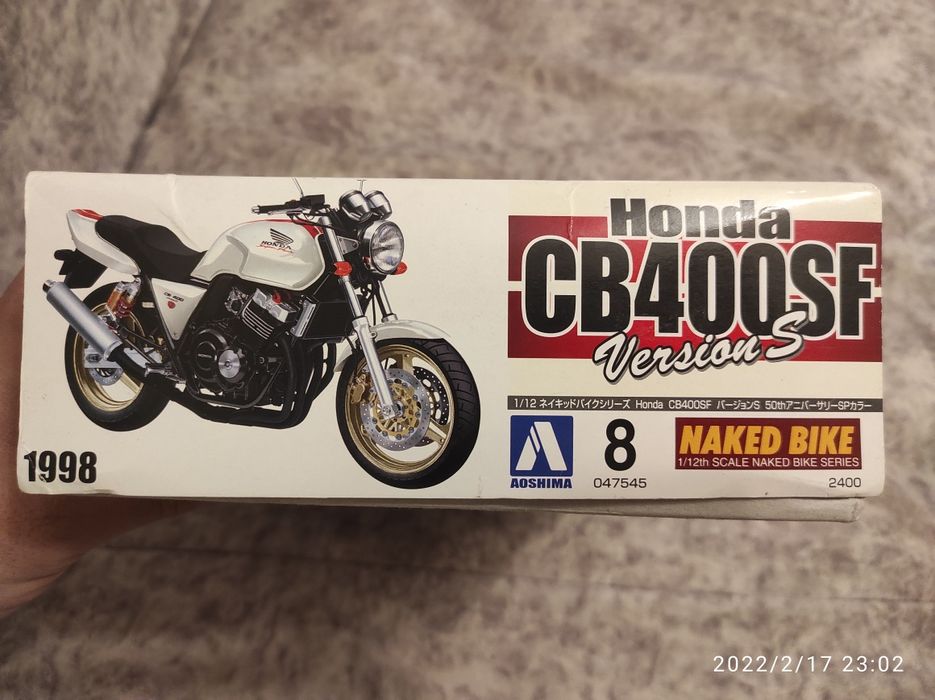 Honda
CB400SF
Version S
1/12 ネイキッドバイクシリーズ Honda CB400SF バージョンS 50thアニバーサリーSPカラー
AOSHIMA
8
047545
NAKED BIKE
1/12th SCALE NAKED BIKE SERIES
2400
1998
HONDA
2022/2/17 23:02